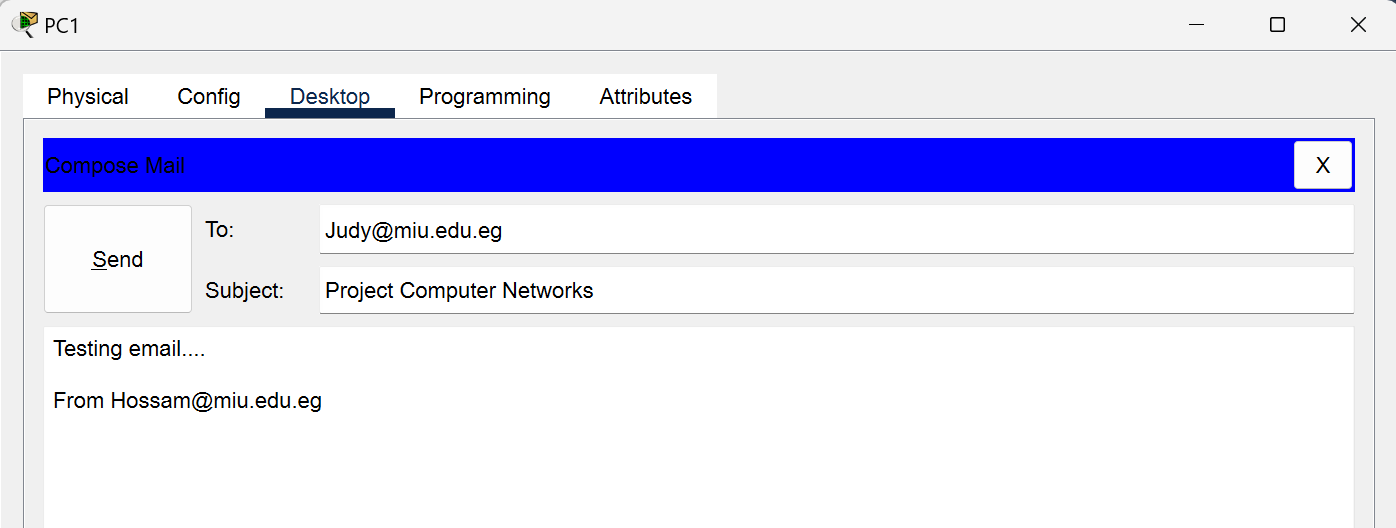 PC1
Physical Config Desktop Programming Attributes
Compose Mail X
Send
To: Judy@miu.edu.eg
Subject: Project Computer Networks
Testing email....
From Hossam@miu.edu.eg